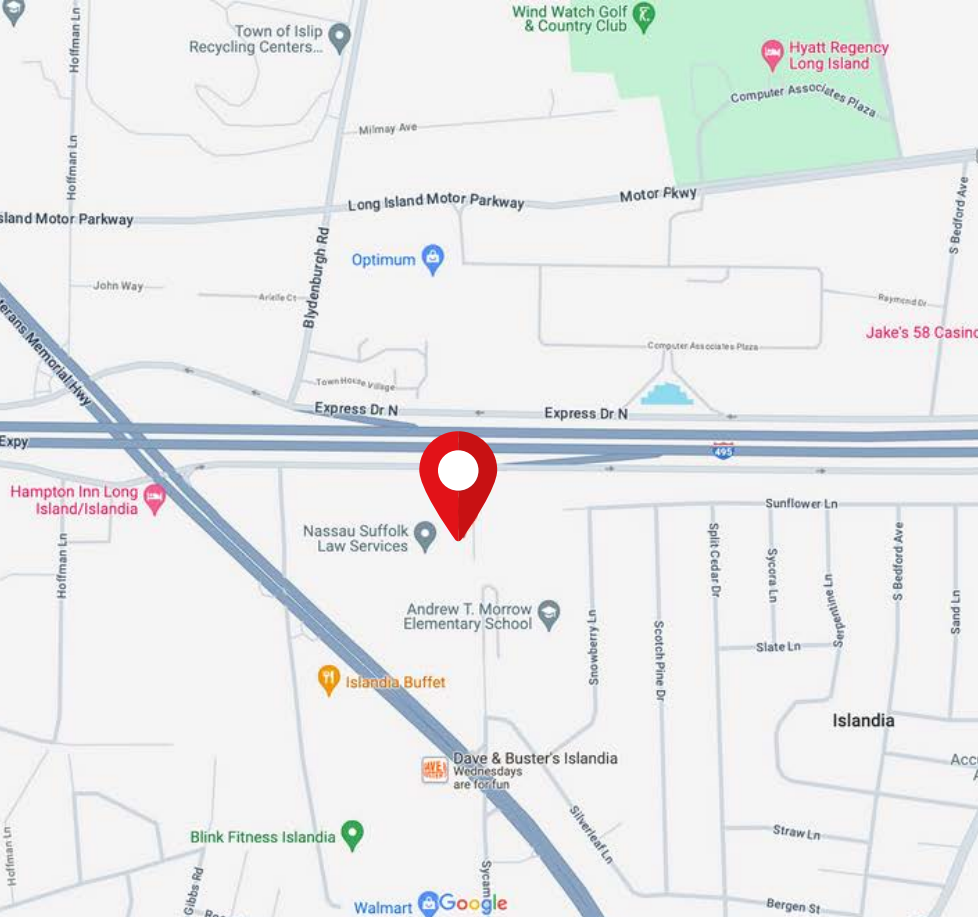 Wind Watch Golf
& Country Club
Town of Islip
Recycling Centers...
Hyatt Regency
Long Island
Hoffman Ln
Computer Associates Plaza
Milmay Ave
Hoffman Ln
Long Island Motor Parkway
Motor Pkwy
sland Motor Parkway
S Bedford Ave
Blydenburgh Rd
Optimum
John Way
Arielle Ct
Raymond Dr
Jake's 58 Casino
terans Memorial Hwy
Computer Associates Plaza
Town House Village
Express Dr N
Express Dr N
Expy
495
Hampton Inn Long
Island/Islandia
Sunflower Ln
Nassau Suffolk
Law Services
Hoffman Ln
Split Cedar Dr
Sycora Ln
Serpentine Ln
S Bedford Ave
Sand Ln
Andrew T. Morrow
Elementary School
Snowberry Ln
Scotch Pine Dr
Slate Ln
Islandia Buffet
Islandia
Dave & Buster's Islandia
Wednesdays
are for fun
Acc
Silverleaf Ln
Straw Ln
Blink Fitness Islandia
Hoffman Ln
Gibbs Rd
Sycam
Walmart
Google
Bergen St